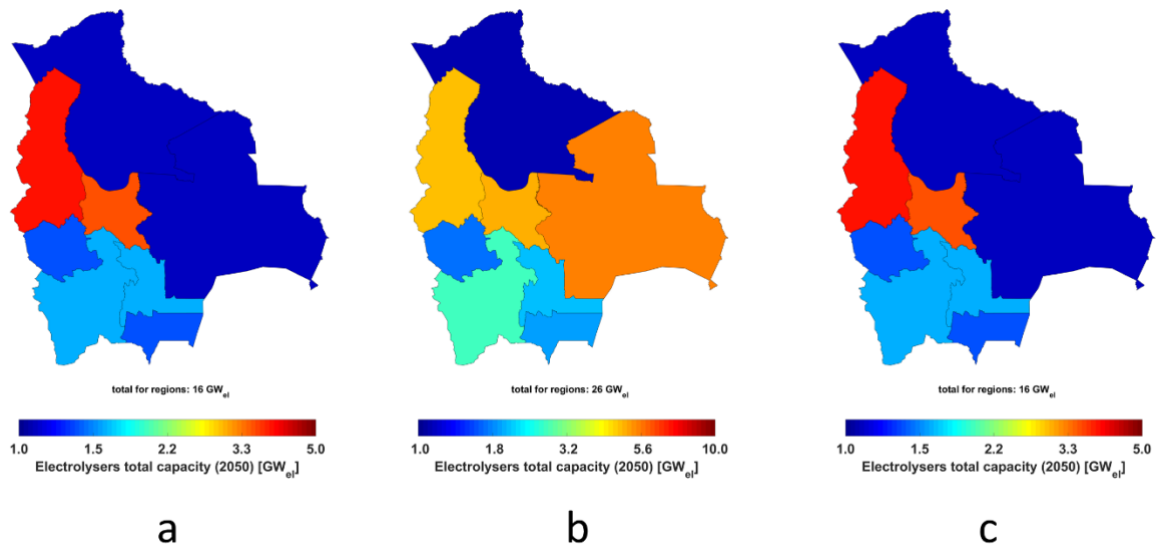 total for regions: 16 GWel
total for regions: 26 GWel
total for regions: 16 GWel
1.0 1.5 2.2 3.3 5.0
1.0 1.8 3.2 5.6 10.0
1.0 1.5 2.2 3.3 5.0
Electrolysers total capacity (2050) [GWel]
Electrolysers total capacity (2050) [GWel]
Electrolysers total capacity (2050) [GWel]
a
b
c